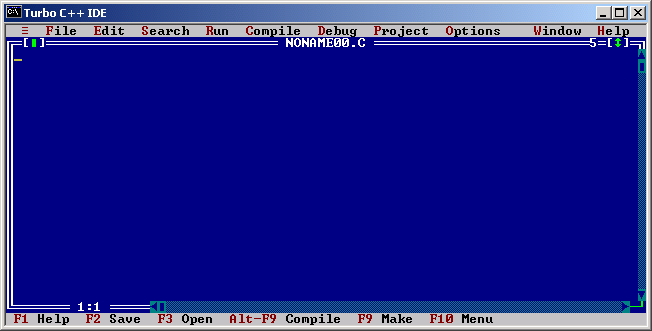 Turbo C++ IDE
≡ File Edit Search Run Compile Debug Project Options Window Help
[▮] NONAME00.C 5=[↕]
1:1
F1 Help F2 Save F3 Open Alt-F9 Compile F9 Make F10 Menu